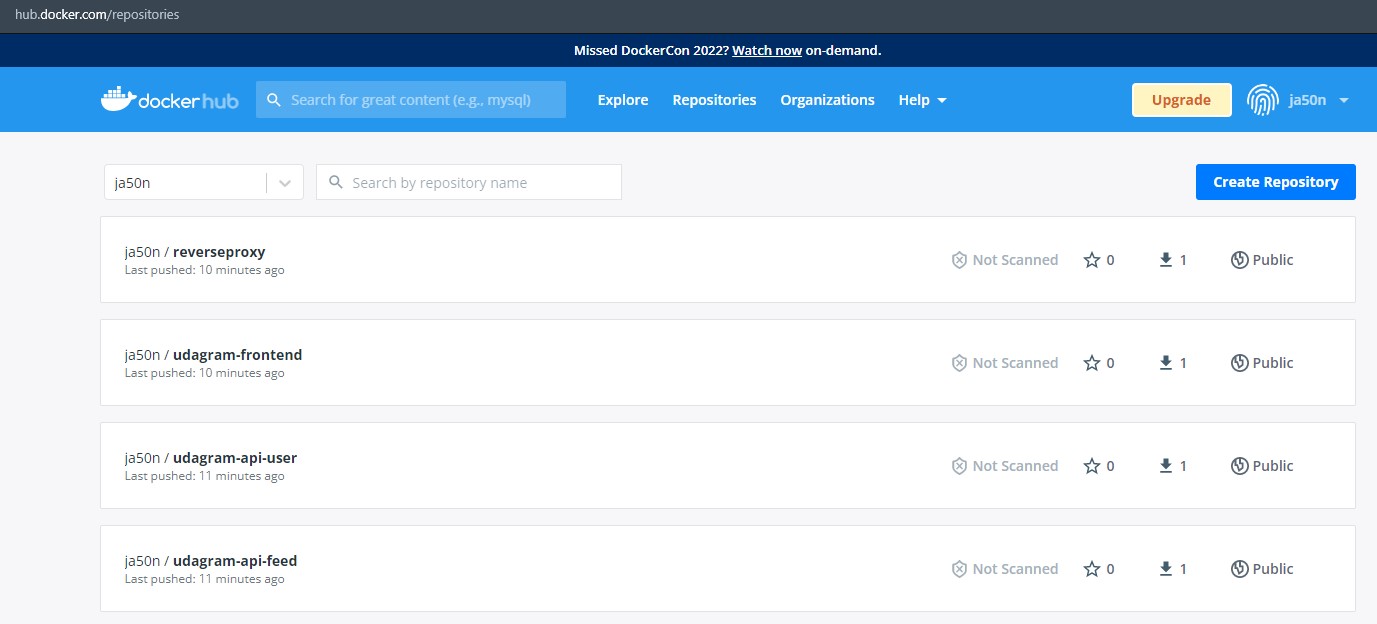 hub.docker.com/repositories
Missed DockerCon 2022? Watch now on-demand.
docker hub Search for great content (e.g., mysql) Explore Repositories Organizations Help Upgrade ja50n
ja50n Search by repository name Create Repository
ja50n / reverseproxy
Last pushed: 10 minutes ago
Not Scanned 0 1 Public
ja50n / udagram-frontend
Last pushed: 10 minutes ago
Not Scanned 0 1 Public
ja50n / udagram-api-user
Last pushed: 11 minutes ago
Not Scanned 0 1 Public
ja50n / udagram-api-feed
Last pushed: 11 minutes ago
Not Scanned 0 1 Public